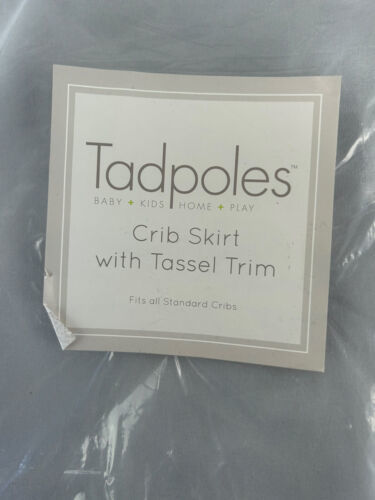 Tadpoles™
BABY + KIDS HOME + PLAY
Crib Skirt
with Tassel Trim
Fits all Standard Cribs